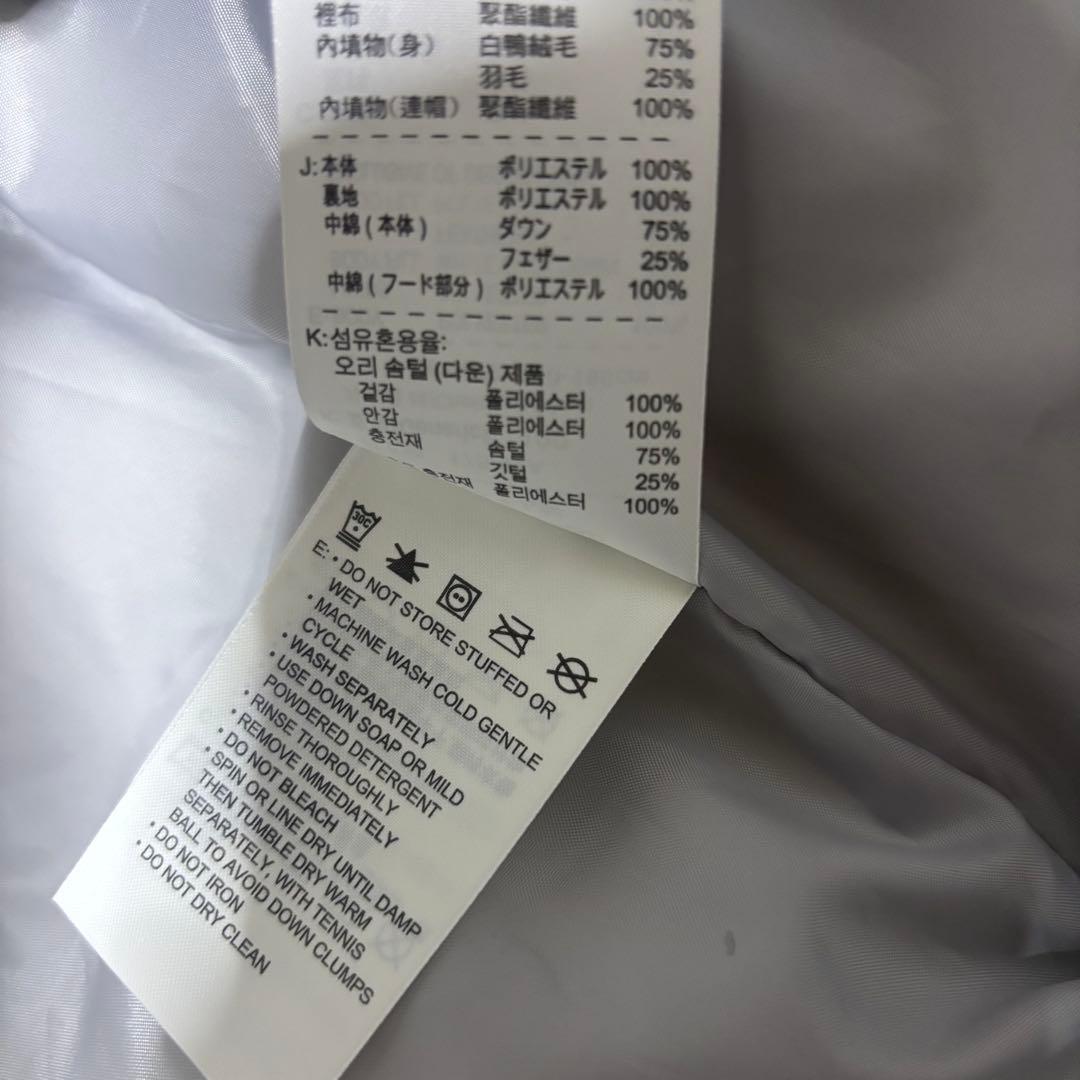 裡布 聚酯纖維 100%
內填物(身) 白鴨絨毛 75%
羽毛 25%
內填物(連帽) 聚酯纖維 100%
J:本体 ポリエステル 100%
裏地 ポリエステル 100%
中綿(本体) ダウン 75%
フェザー 25%
中綿(フード部分) ポリエステル 100%
K:섬유혼용율:
오리 솜털 (다운) 제품
겉감 폴리에스터 100%
안감 폴리에스터 100%
충전재 솜털 75%
깃털 25%
충전재 폴리에스터 100%
30C
E: • DO NOT STORE STUFFED OR
WET
• MACHINE WASH COLD GENTLE
CYCLE
• WASH SEPARATELY
• USE DOWN SOAP OR MILD
POWDERED DETERGENT
• RINSE THOROUGHLY
• REMOVE IMMEDIATELY
• DO NOT BLEACH
• SPIN OR LINE DRY UNTIL DAMP
THEN TUMBLE DRY WARM
SEPARATELY, WITH TENNIS
BALL TO AVOID DOWN CLUMPS
• DO NOT IRON
• DO NOT DRY CLEAN